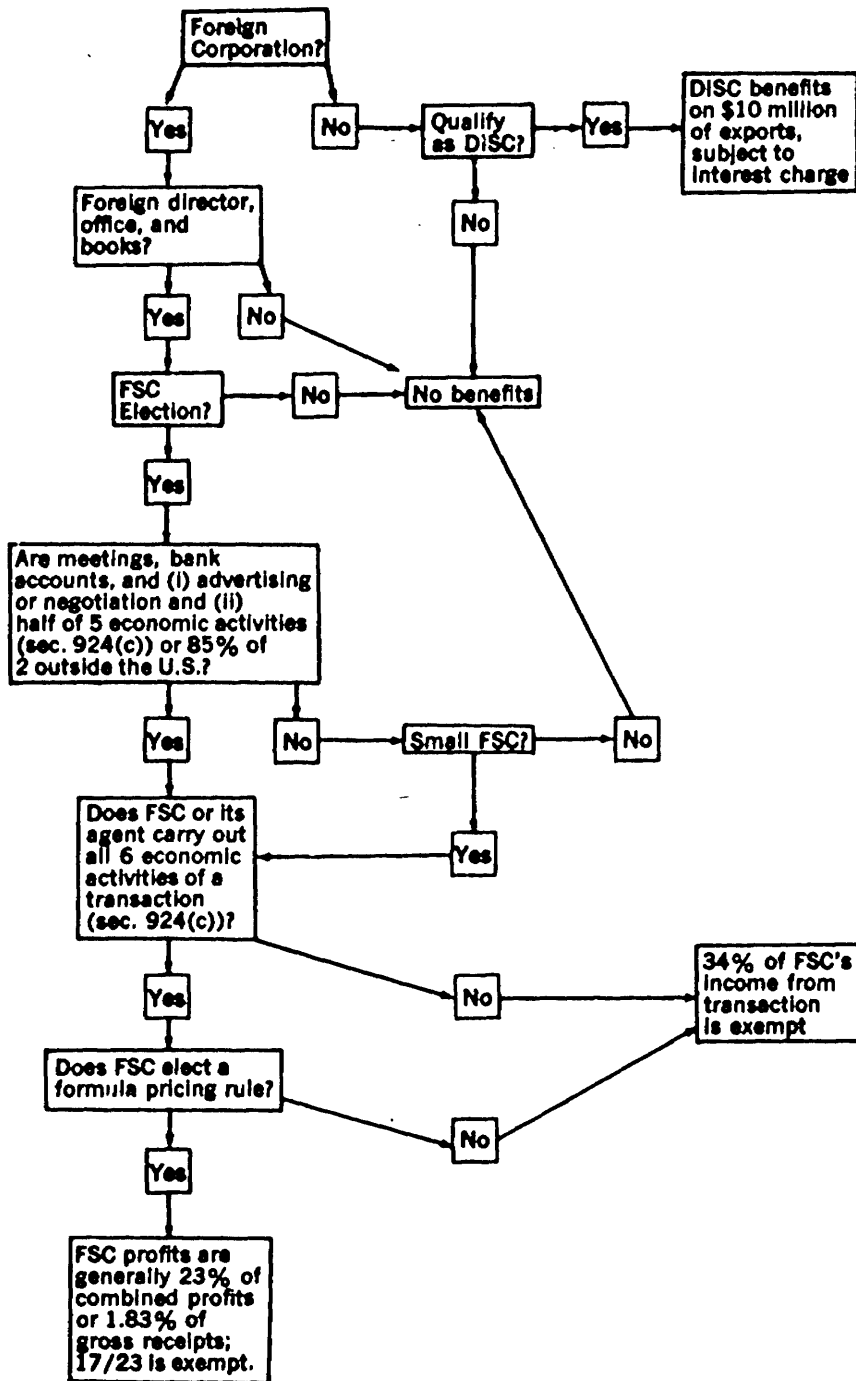 Foreign
Corporation?
Yes
No
Qualify
as DISC?
Yes
DISC benefits
on $10 million
of exports,
subject to
interest charge
Foreign director,
office, and
books?
No
Yes
No
FSC
Election?
No
No benefits
Yes
Are meetings, bank
accounts, and (i) advertising
or negotiation and (ii)
half of 5 economic activities
(sec. 924(c)) or 85% of
2 outside the U.S.?
Yes
No
Small FSC?
No
Does FSC or its
agent carry out
all 6 economic
activities of a
transaction
(sec. 924(c))?
Yes
Yes
No
34% of FSC's
income from
transaction
is exempt
Does FSC elect a
formula pricing rule?
No
Yes
FSC profits are
generally 23% of
combined profits
or 1.83% of
gross receipts;
17/23 is exempt.